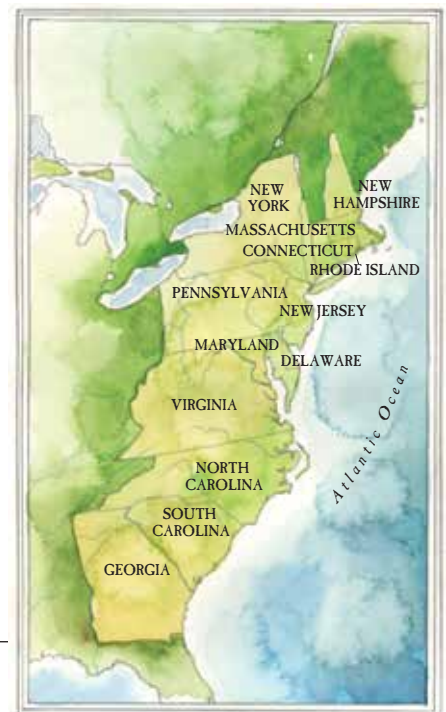 NEW
YORK
NEW
HAMPSHIRE
MASSACHUSETTS
CONNECTICUT
RHODE ISLAND
PENNSYLVANIA
NEW JERSEY
MARYLAND
DELAWARE
VIRGINIA
Atlantic Ocean
NORTH
CAROLINA
SOUTH
CAROLINA
GEORGIA